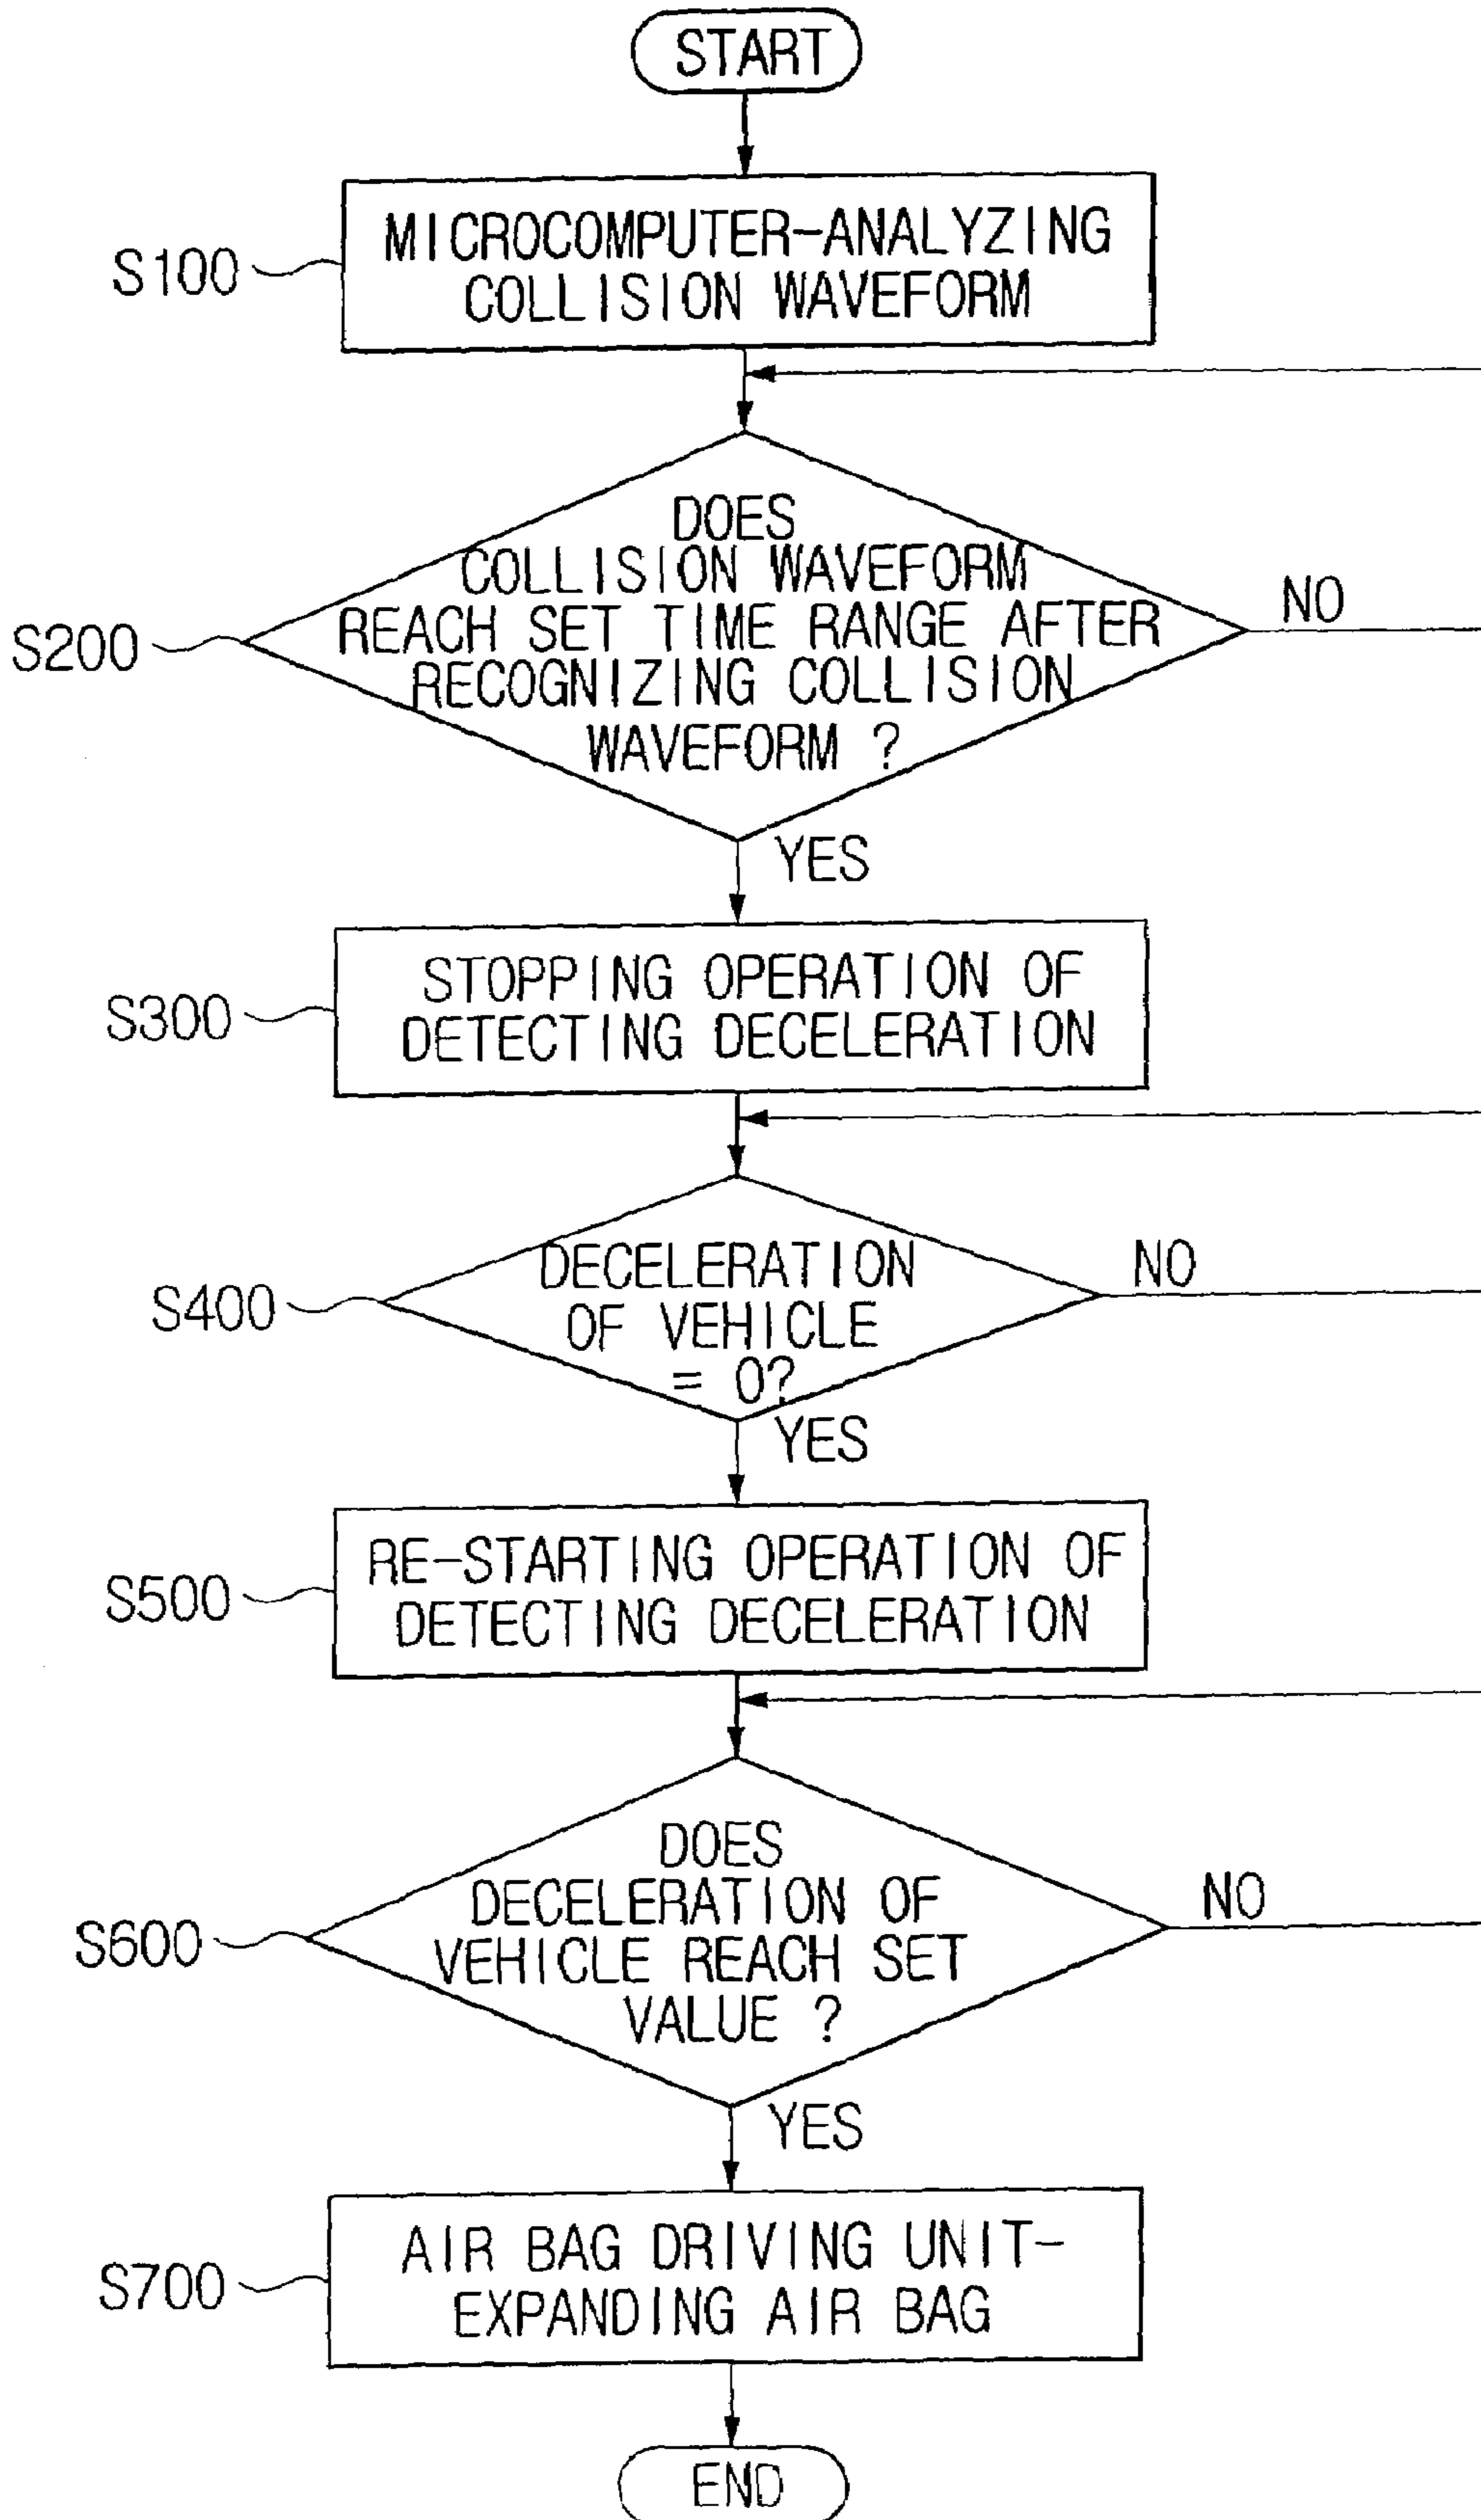 START
S100
MICROCOMPUTER-ANALYZING
COLLISION WAVEFORM
S200
DOES
COLLISION WAVEFORM
REACH SET TIME RANGE AFTER
RECOGNIZING COLLISION
WAVEFORM ?
NO
YES
S300
STOPPING OPERATION OF
DETECTING DECELERATION
S400
DECELERATION
OF VEHICLE
= 0?
NO
YES
S500
RE-STARTING OPERATION OF
DETECTING DECELERATION
S600
DOES
DECELERATION OF
VEHICLE REACH SET
VALUE ?
NO
YES
S700
AIR BAG DRIVING UNIT-
EXPANDING AIR BAG
END